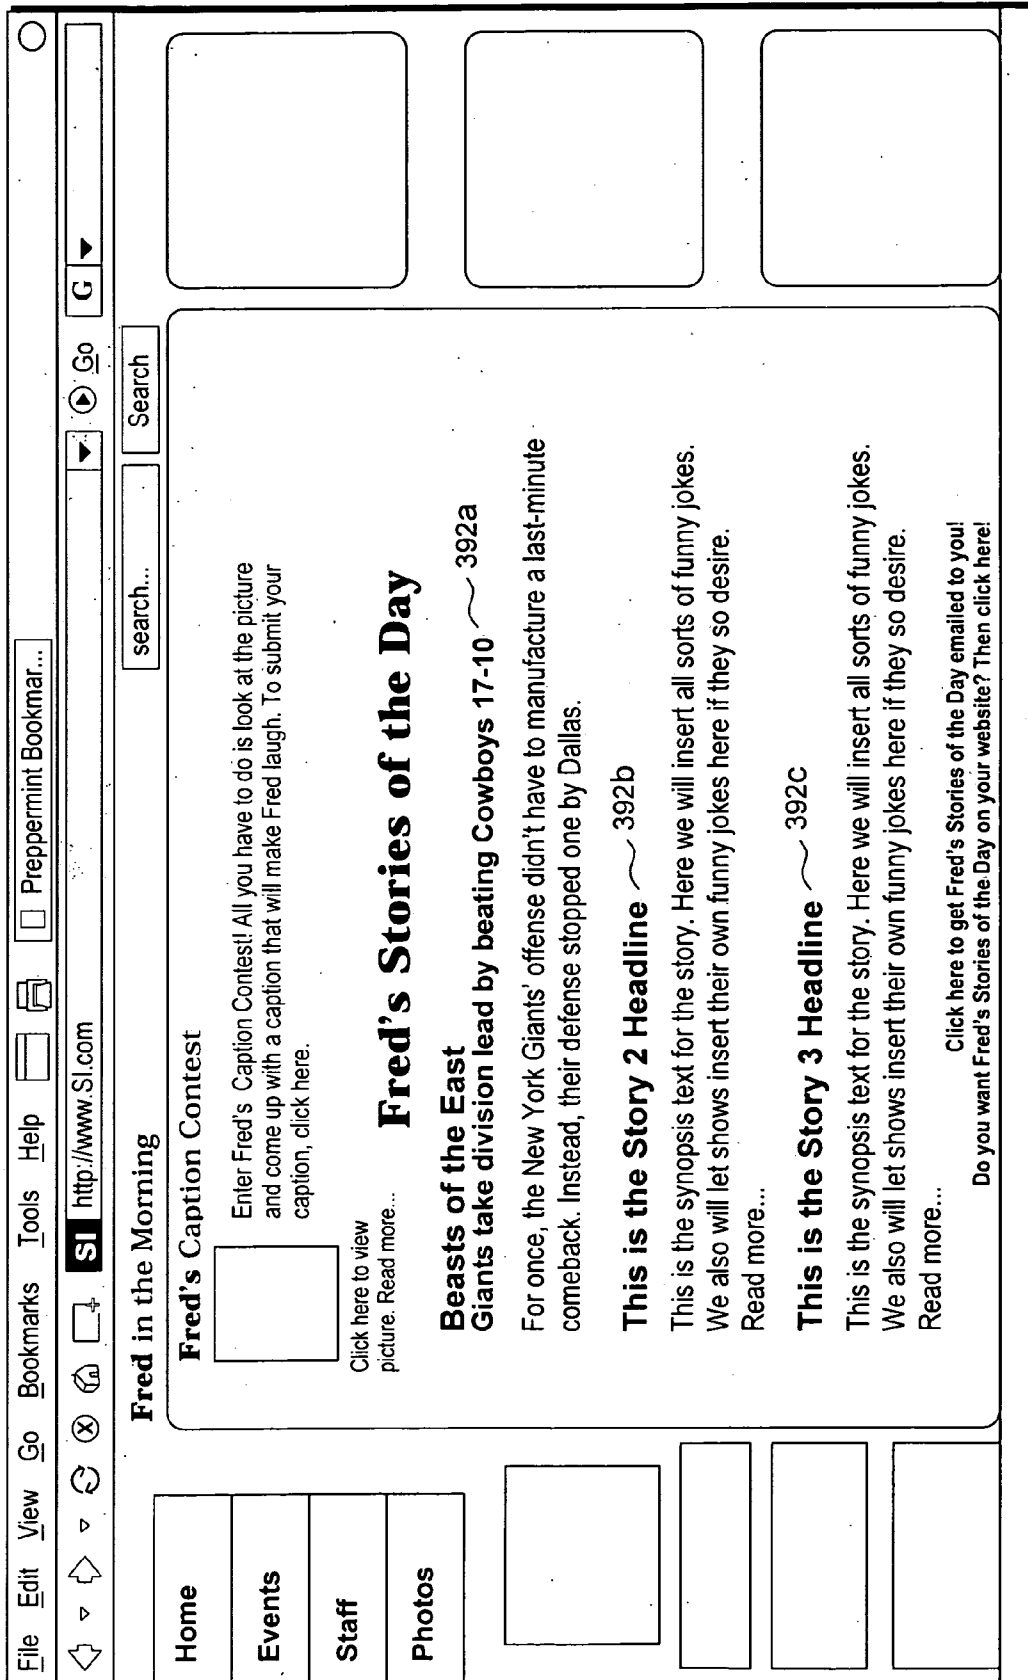 File Edit View Go Bookmarks Tools Help Preppermint Bookmar...
SI http://www.SI.com Go G
Fred in the Morning search... Search
Home
Events
Staff
Photos
Fred's Caption Contest
Enter Fred's Caption Contest! All you have to do is look at the picture
and come up with a caption that will make Fred laugh. To submit your
caption, click here.
Click here to view
picture. Read more...
Fred's Stories of the Day
Beasts of the East
Giants take division lead by beating Cowboys 17-10 392a
For once, the New York Giants' offense didn't have to manufacture a last-minute
comeback. Instead, their defense stopped one by Dallas.
This is the Story 2 Headline 392b
This is the synopsis text for the story. Here we will insert all sorts of funny jokes.
We also will let shows insert their own funny jokes here if they so desire.
Read more...
This is the Story 3 Headline 392c
This is the synopsis text for the story. Here we will insert all sorts of funny jokes.
We also will let shows insert their own funny jokes here if they so desire.
Read more...
Click here to get Fred's Stories of the Day emailed to you!
Do you want Fred's Stories of the Day on your website? Then click here!